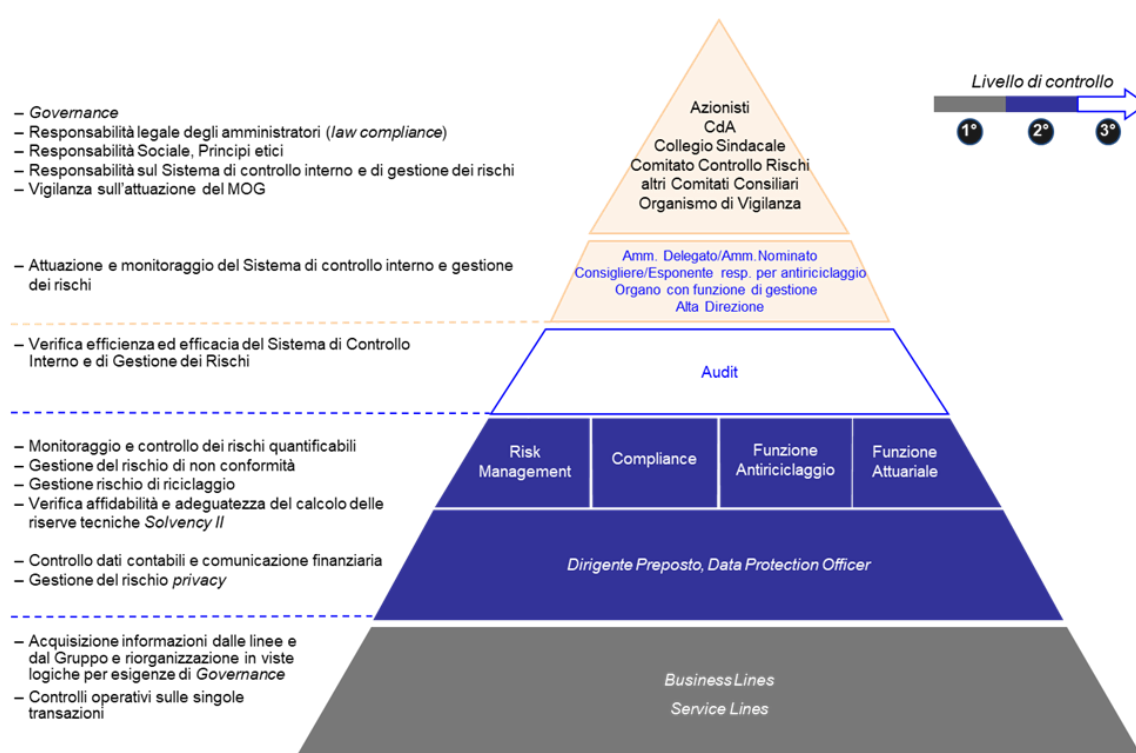 Livello di controllo
1°
2°
3°
– Governance
– Responsabilità legale degli amministratori (law compliance)
– Responsabilità Sociale, Principi etici
– Responsabilità sul Sistema di controllo interno e di gestione dei rischi
– Vigilanza sull'attuazione del MOG
Azionisti
CdA
Collegio Sindacale
Comitato Controllo Rischi
altri Comitati Consiliari
Organismo di Vigilanza
– Attuazione e monitoraggio del Sistema di controllo interno e gestione
dei rischi
Amm. Delegato/Amm.Nominato
Consigliere/Esponente resp. per antiriciclaggio
Organo con funzione di gestione
Alta Direzione
– Verifica efficienza ed efficacia del Sistema di Controllo
Interno e di Gestione dei Rischi
Audit
– Monitoraggio e controllo dei rischi quantificabili
– Gestione del rischio di non conformità
– Gestione rischio di riciclaggio
– Verifica affidabilità e adeguatezza del calcolo delle
riserve tecniche Solvency II
Risk
Management
Compliance
Funzione
Antiriciclaggio
Funzione
Attuariale
– Controllo dati contabili e comunicazione finanziaria
– Gestione del rischio privacy
Dirigente Preposto, Data Protection Officer
– Acquisizione informazioni dalle linee e
dal Gruppo e riorganizzazione in viste
logiche per esigenze di Governance
– Controlli operativi sulle singole
transazioni
Business Lines
Service Lines